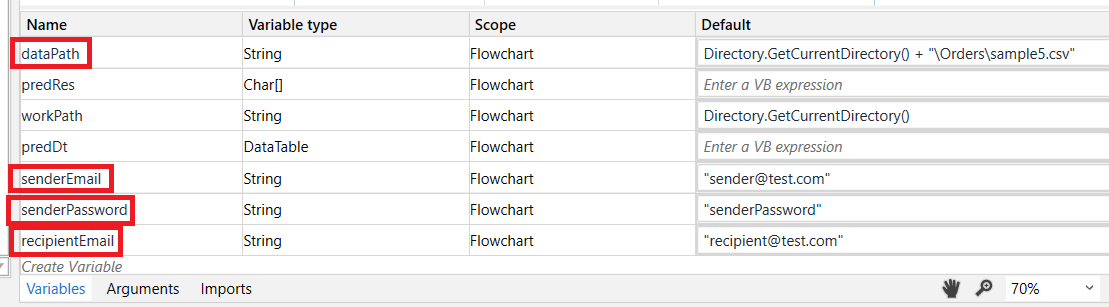 Name Variable type Scope Default
dataPath String Flowchart Directory.GetCurrentDirectory() + "\Orders\sample5.csv"
predRes Char[] Flowchart Enter a VB expression
workPath String Flowchart Directory.GetCurrentDirectory()
predDt DataTable Flowchart Enter a VB expression
senderEmail String Flowchart "sender@test.com"
senderPassword String Flowchart "senderPassword"
recipientEmail String Flowchart "recipient@test.com"
Create Variable
Variables Arguments Imports 70%